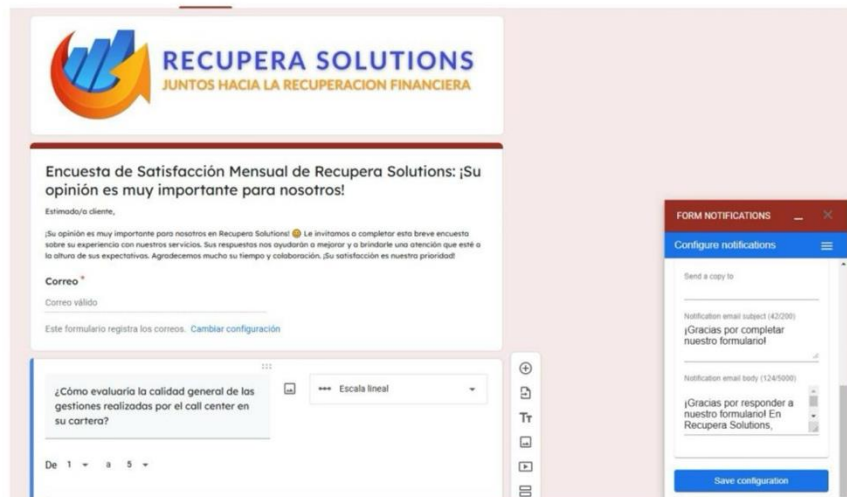 RECUPERA SOLUTIONS
JUNTOS HACIA LA RECUPERACION FINANCIERA
Encuesta de Satisfacción Mensual de Recupera Solutions: ¡Su
opinión es muy importante para nosotros!
Estimado/a cliente,
¡Su opinión es muy importante para nosotros en Recupera Solutions! 😊 Le invitamos a completar esta breve encuesta
sobre su experiencia con nuestros servicios. Sus respuestas nos ayudarán a mejorar y a brindarle una atención que esté a
la altura de sus expectativas. Agradecemos mucho su tiempo y colaboración. ¡Su satisfacción es nuestra prioridad!
Correo *
Correo válido
Este formulario registra los correos. Cambiar configuración
¿Cómo evaluaría la calidad general de las
gestiones realizadas por el call center en
su cartera?
Escala lineal
De 1 a 5
Tт
FORM NOTIFICATIONS
Configure notifications
Send a copy to
Notification email subject (42/200)
¡Gracias por completar
nuestro formulario!
Notification email body (124/5000)
¡Gracias por responder a
nuestro formulario! En
Recupera Solutions,
Save configuration